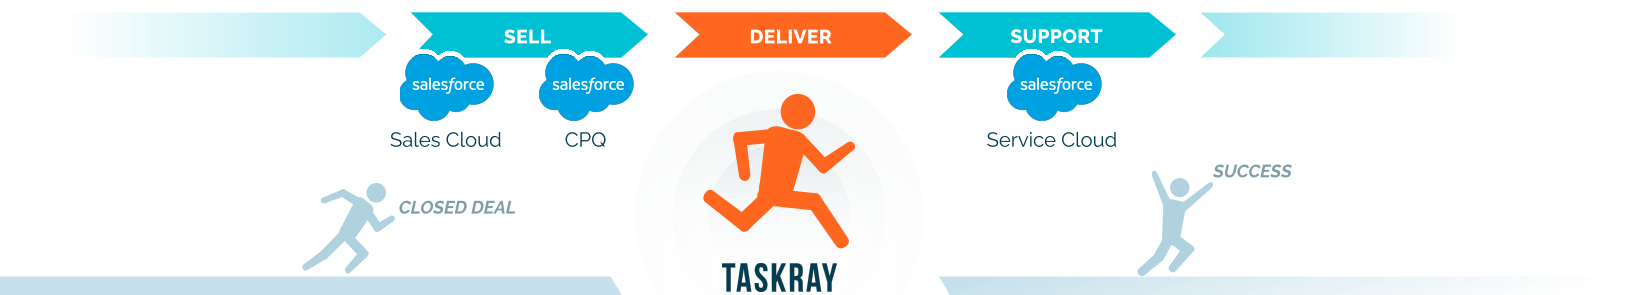 SELL
DELIVER
SUPPORT
salesforce
salesforce
salesforce
Sales Cloud
CPQ
Service Cloud
SUCCESS
CLOSED DEAL
TASKRAY